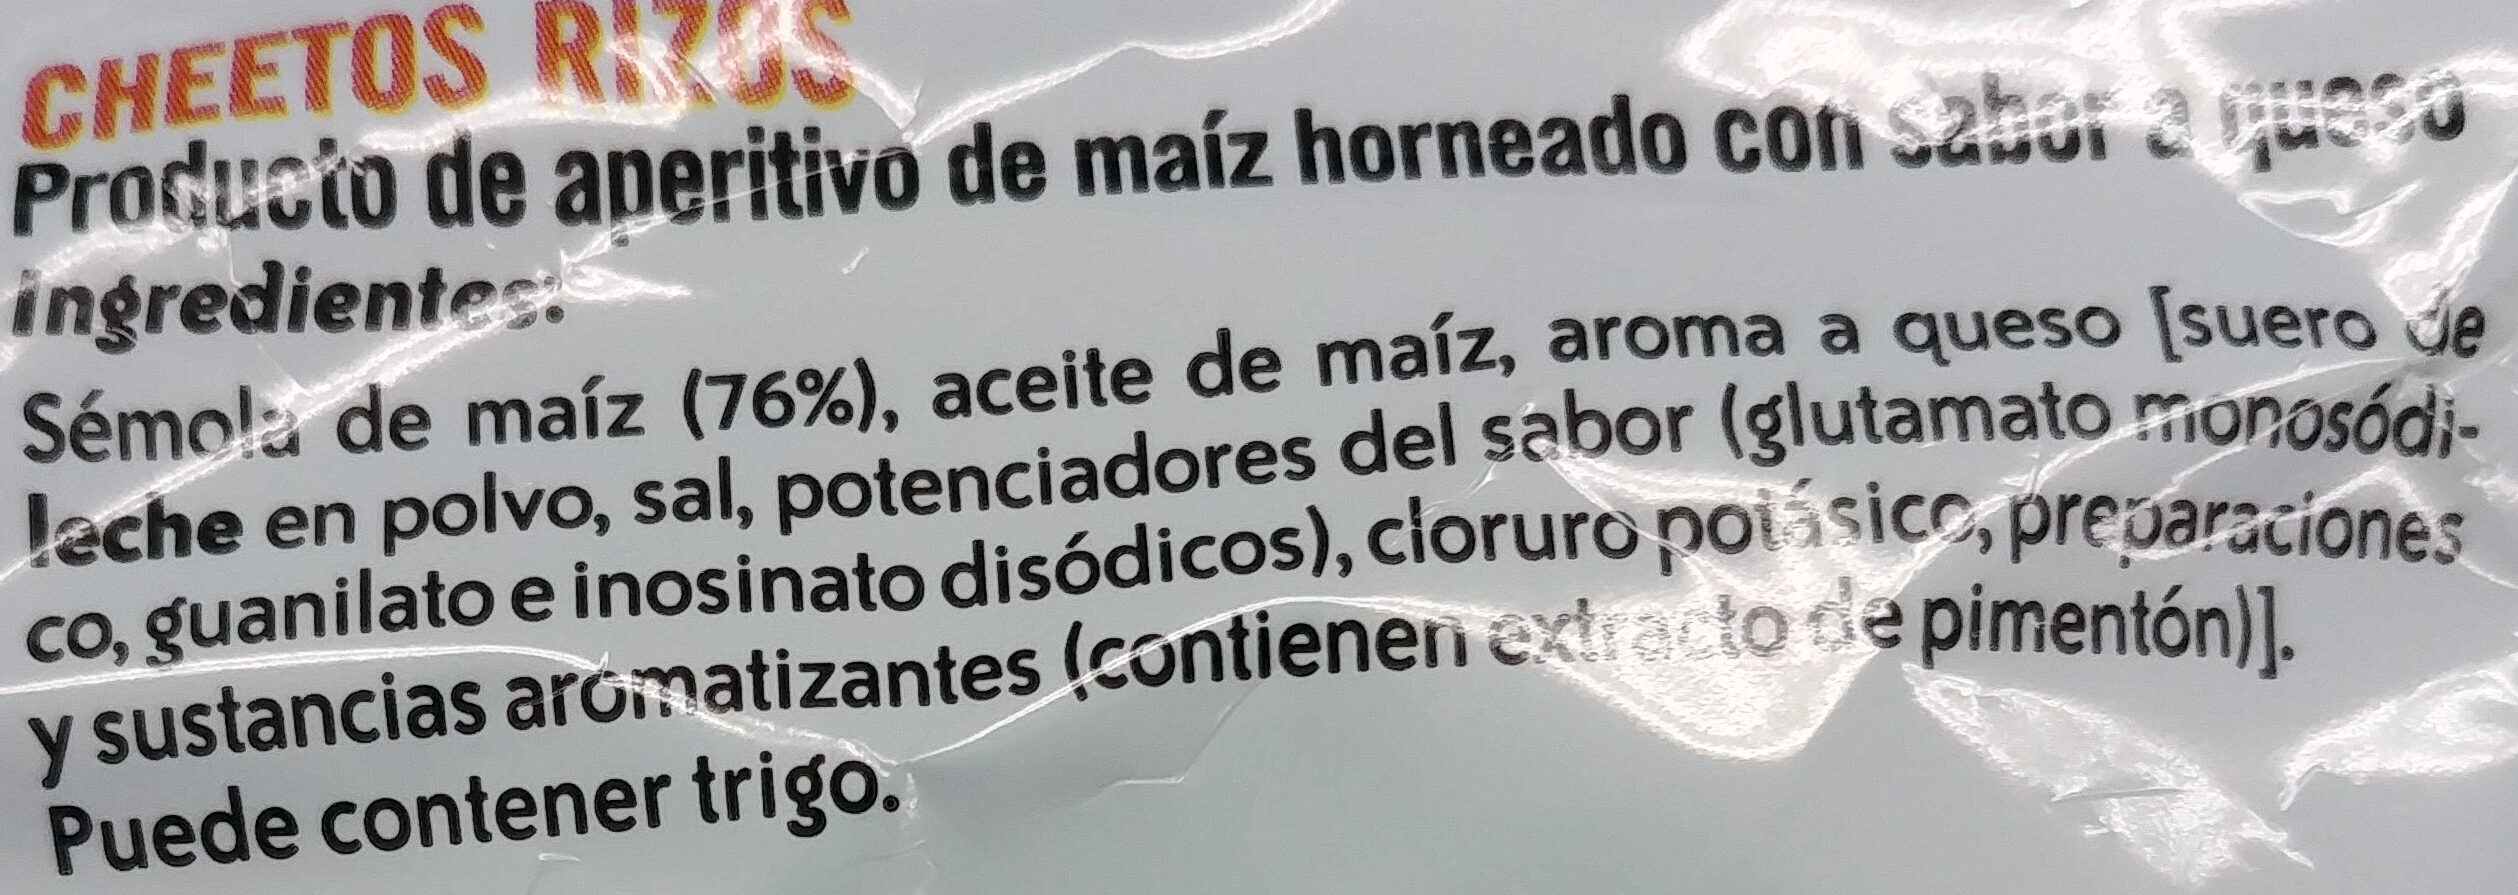 CHEETOS RIZOS
Producto de aperitivo de maíz horneado con sabor a queso
Ingredientes:
Sémola de maíz (76%), aceite de maíz, aroma a queso [suero de
leche en polvo, sal, potenciadores del sabor (glutamato monosódi-
co, guanilato e inosinato disódicos), cloruro potásico, preparaciones
y sustancias aromatizantes (contienen extracto de pimentón)].
Puede contener trigo.